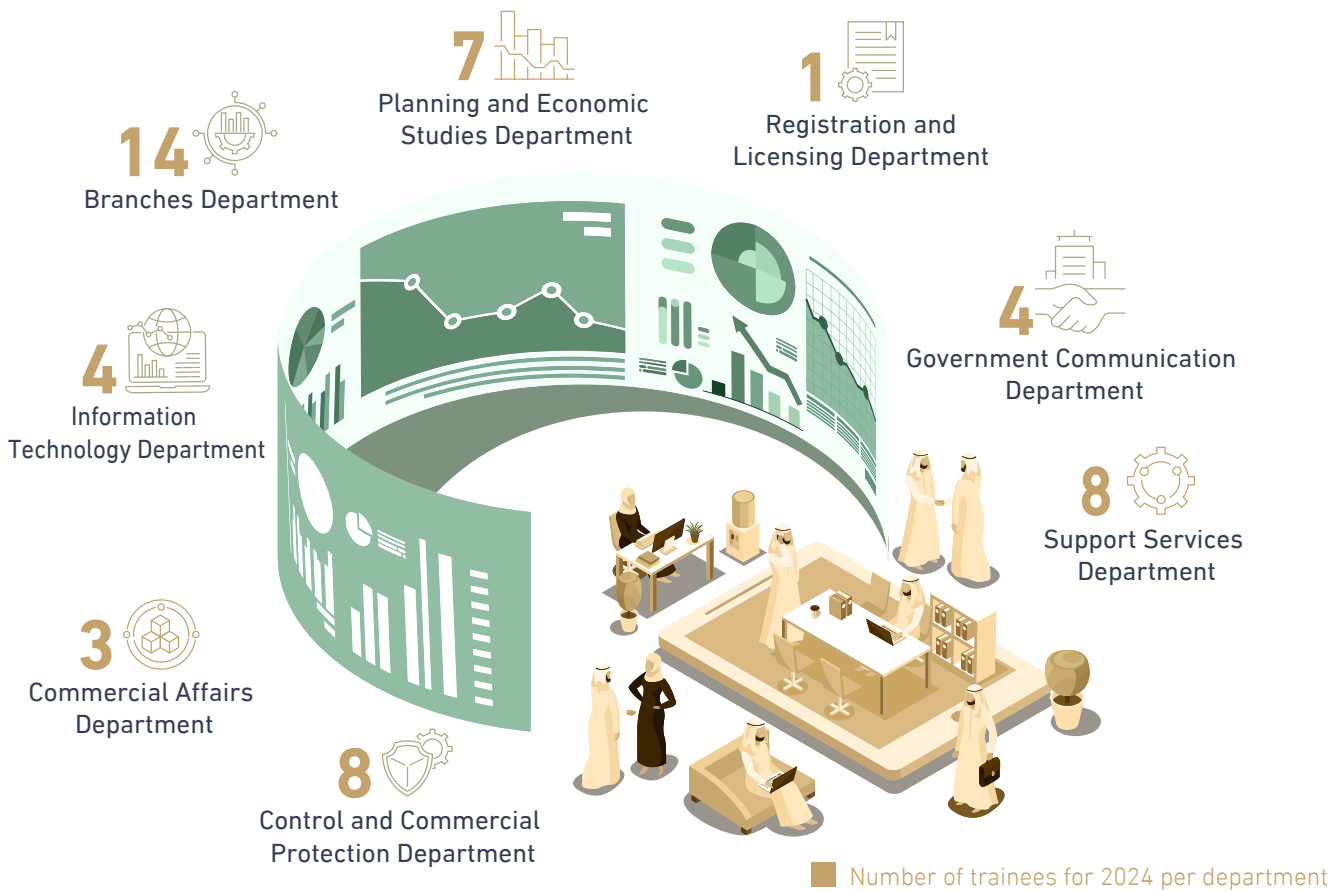 7
Planning and Economic
Studies Department
1
Registration and
Licensing Department
14
Branches Department
4
Government Communication
Department
4
Information
Technology Department
8
Support Services
Department
3
Commercial Affairs
Department
8
Control and Commercial
Protection Department
Number of trainees for 2024 per department